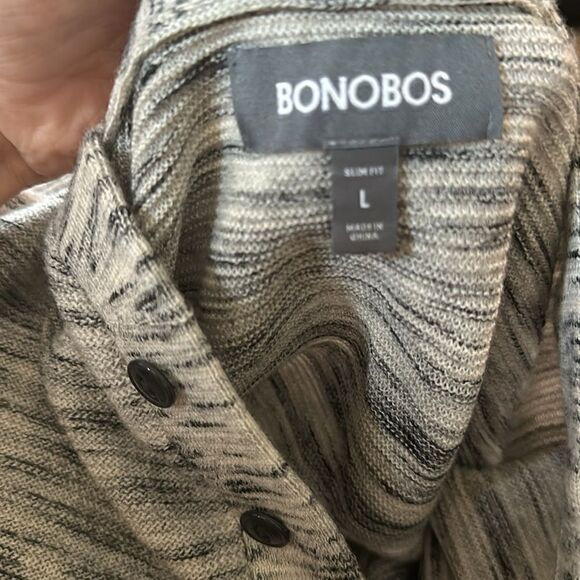 BONOBOS
SLIM FIT
L
MADE IN
CHINA